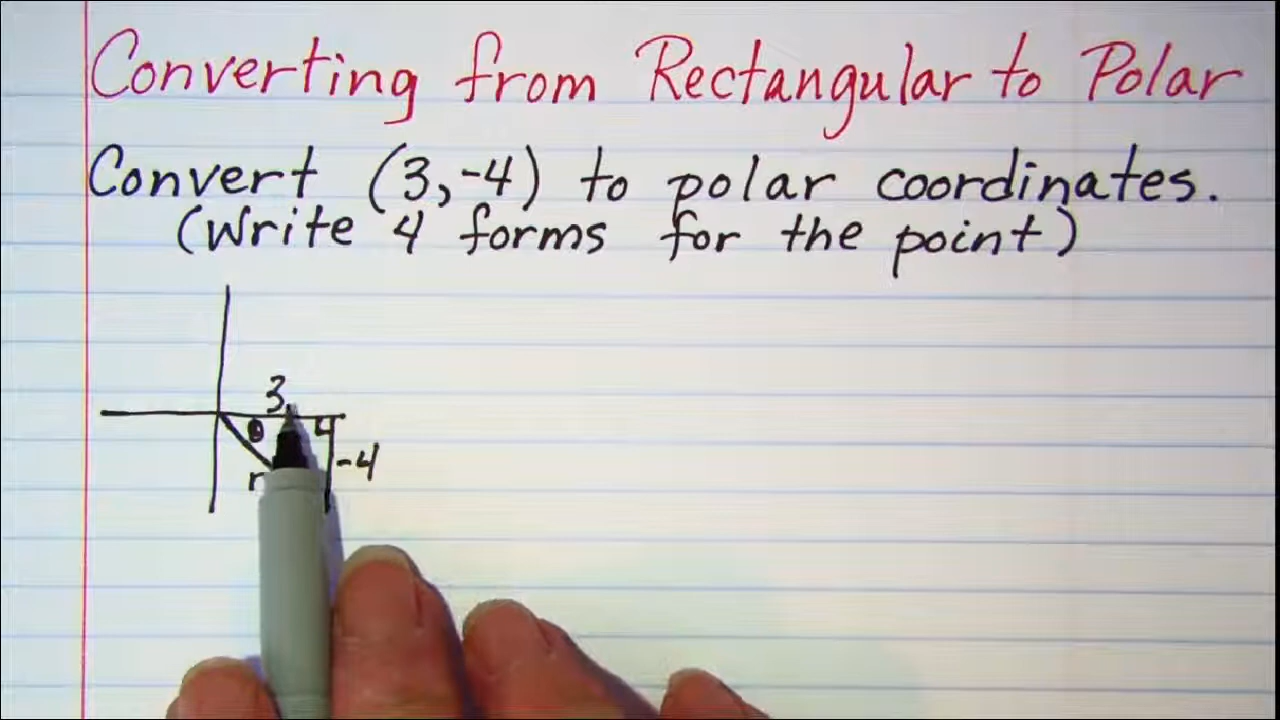 Converting from Rectangular to Polar
Convert (3,-4) to polar coordinates.
(Write 4 forms for the point)
3
θ
-4
r